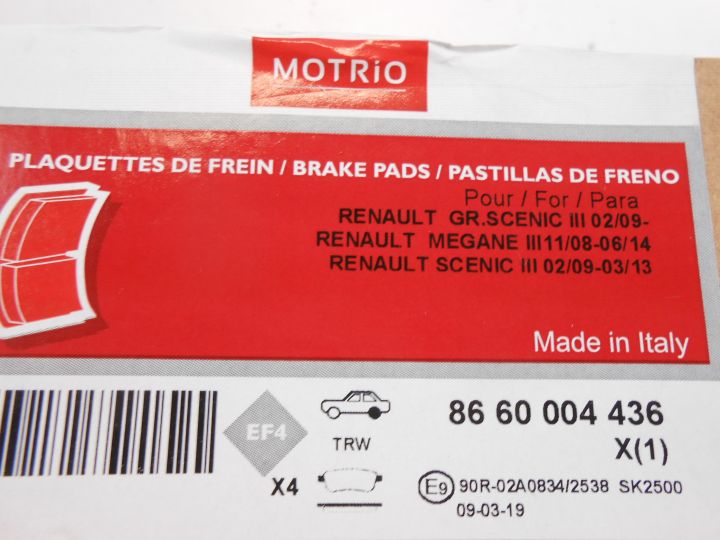 MOTRiO
PLAQUETTES DE FREIN / BRAKE PADS / PASTILLAS DE FRENO
Pour / For / Para
RENAULT GR.SCENIC III 02/09-
RENAULT MEGANE III11/08-06/14
RENAULT SCENIC III 02/09-03/13
Made in Italy
EF4
TRW
86 60 004 436
X(1)
X4
E9 90R-02A0834/2538 SK2500
09-03-19